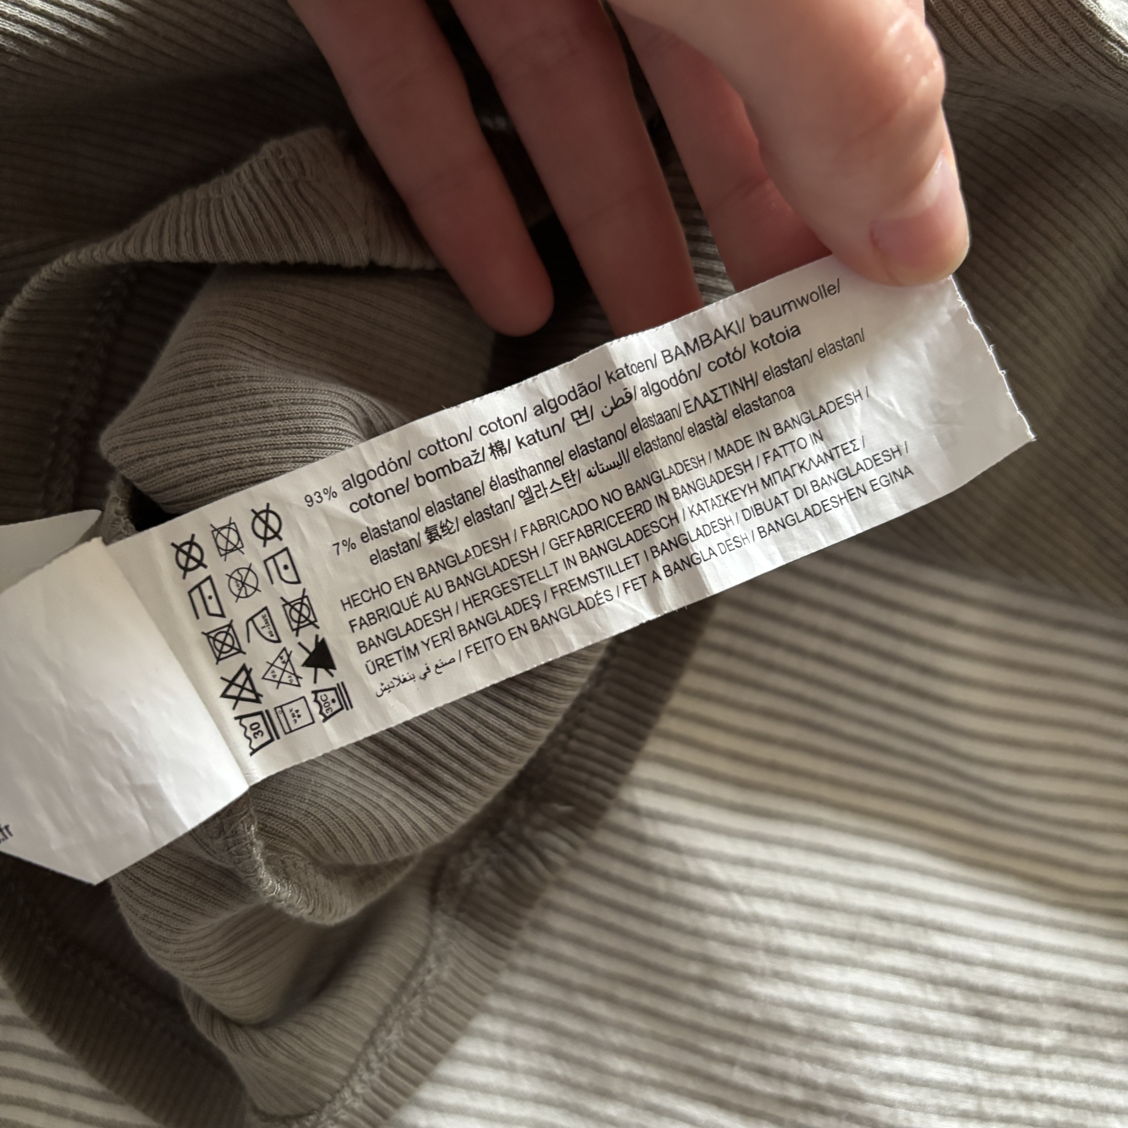 93% algodón/ cotton/ coton/ algodão/ katoen/ BAMBAKI/ baumwolle/
cotone/ bombaž/ 棉/ katun/ 면/ قطن/ algodón/ cotó/ kotoia
7% elastano/ elastane/ élasthanne/ elastano/ elastaan/ ΕΛΑΣΤΙΝΗ/ elastan/ elastan/
elastan/ 氨纶/ elastan/ 엘라스탄/ اليستانه/ elastano/ elastà/ elastanoa
HECHO EN BANGLADESH / FABRICADO NO BANGLADESH / MADE IN BANGLADESH /
FABRIQUÉ AU BANGLADESH / GEFABRICEERD IN BANGLADESH / FATTO IN
BANGLADESH / HERGESTELLT IN BANGLADESCH / ΚΑΤΑΣΚΕΥΗ ΜΠΑΓΚΛΑΝΤΕΣ /
ÜRETİM YERİ BANGLADEŞ / FREMSTILLET I BANGLADESH / DIBUAT DI BANGLADESH /
صنع في بنغلاديش / FEITO EN BANGLADÉS / FET A BANGLA DESH / BANGLADESHEN EGINA
30
30C
.fr